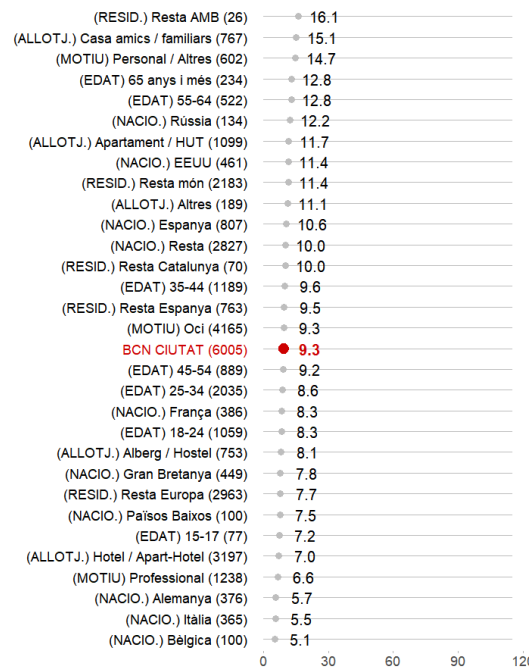 (RESID.) Resta AMB (26) 16.1
(ALLOTJ.) Casa amics / familiars (767) 15.1
(MOTIU) Personal / Altres (602) 14.7
(EDAT) 65 anys i més (234) 12.8
(EDAT) 55-64 (522) 12.8
(NACIO.) Rússia (134) 12.2
(ALLOTJ.) Apartament / HUT (1099) 11.7
(NACIO.) EEUU (461) 11.4
(RESID.) Resta món (2183) 11.4
(ALLOTJ.) Altres (189) 11.1
(NACIO.) Espanya (807) 10.6
(NACIO.) Resta (2827) 10.0
(RESID.) Resta Catalunya (70) 10.0
(EDAT) 35-44 (1189) 9.6
(RESID.) Resta Espanya (763) 9.5
(MOTIU) Oci (4165) 9.3
BCN CIUTAT (6005) 9.3
(EDAT) 45-54 (889) 9.2
(EDAT) 25-34 (2035) 8.6
(NACIO.) França (386) 8.3
(EDAT) 18-24 (1059) 8.3
(ALLOTJ.) Alberg / Hostel (753) 8.1
(NACIO.) Gran Bretanya (449) 7.8
(RESID.) Resta Europa (2963) 7.7
(NACIO.) Països Baixos (100) 7.5
(EDAT) 15-17 (77) 7.2
(ALLOTJ.) Hotel / Apart-Hotel (3197) 7.0
(MOTIU) Professional (1238) 6.6
(NACIO.) Alemanya (376) 5.7
(NACIO.) Itàlia (365) 5.5
(NACIO.) Bèlgica (100) 5.1
0 30 60 90 120